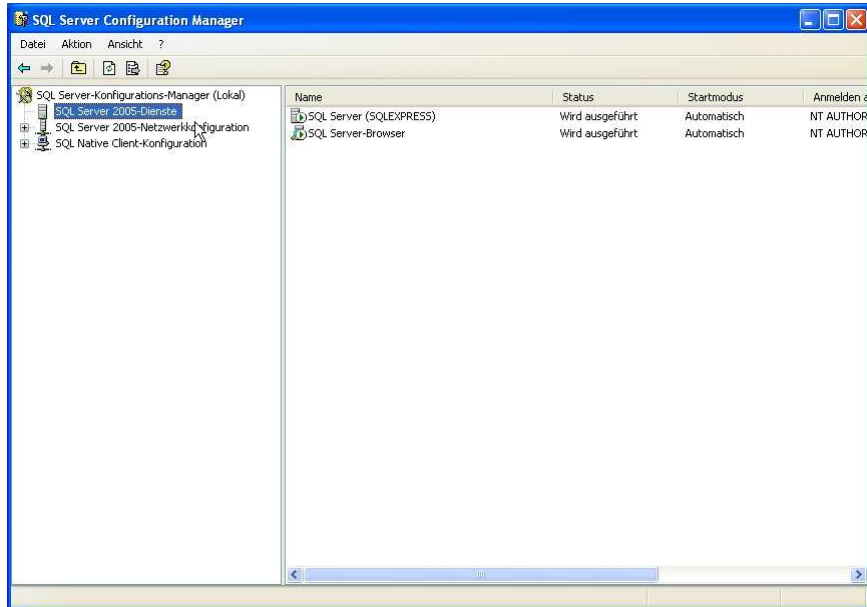 SQL Server Configuration Manager
Datei Aktion Ansicht ?
SQL Server-Konfigurations-Manager (Lokal)
SQL Server 2005-Dienste
SQL Server 2005-Netzwerkkonfiguration
SQL Native Client-Konfiguration
Name Status Startmodus Anmelden a
SQL Server (SQLEXPRESS) Wird ausgeführt Automatisch NT AUTHOR
SQL Server-Browser Wird ausgeführt Automatisch NT AUTHOR